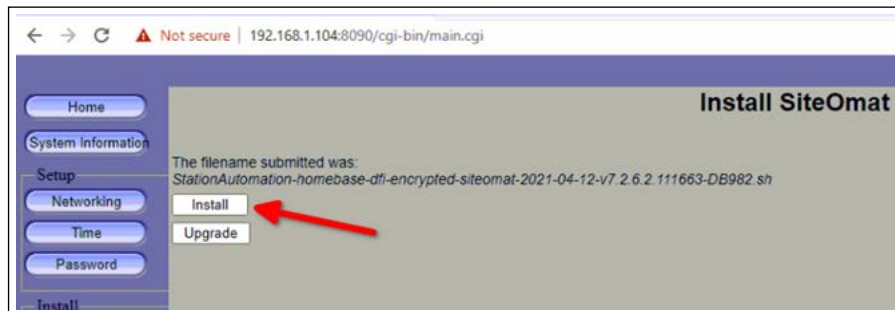 Not secure | 192.168.1.104:8090/cgi-bin/main.cgi
Install SiteOmat
Home
System Information
The filename submitted was:
Setup
StationAutomation-homebase-dfi-encrypted-siteomat-2021-04-12-v7.2.6.2.111663-DB982.sh
Networking
Install
Time
Upgrade
Password
Install